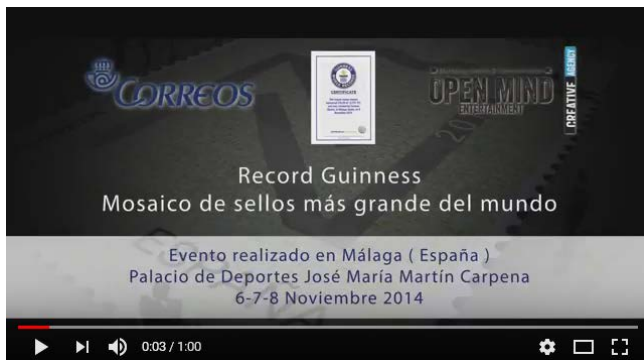 CORREOS
CERTIFICATE
OPEN MIND
ENTERTAINMENT
CREATIVE AGENCY
Record Guinness
Mosaico de sellos más grande del mundo
ESPAÑA
Evento realizado en Málaga ( España )
Palacio de Deportes José María Martín Carpena
6-7-8 Noviembre 2014
0:03 / 1:00